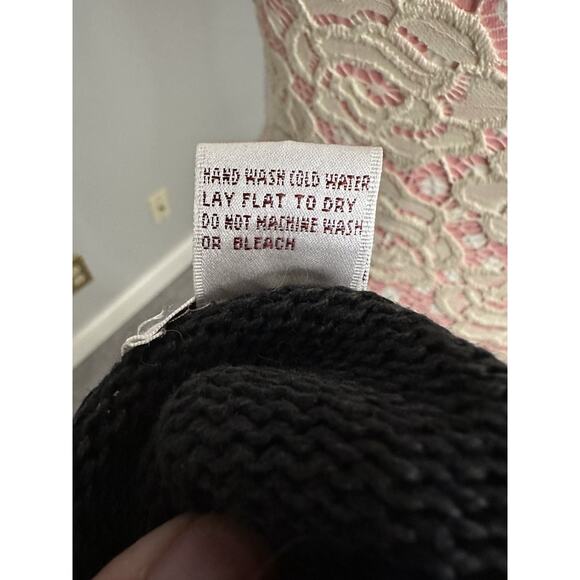 HAND WASH COLD WATER
LAY FLAT TO DRY
DO NOT MACHINE WASH
OR BLEACH